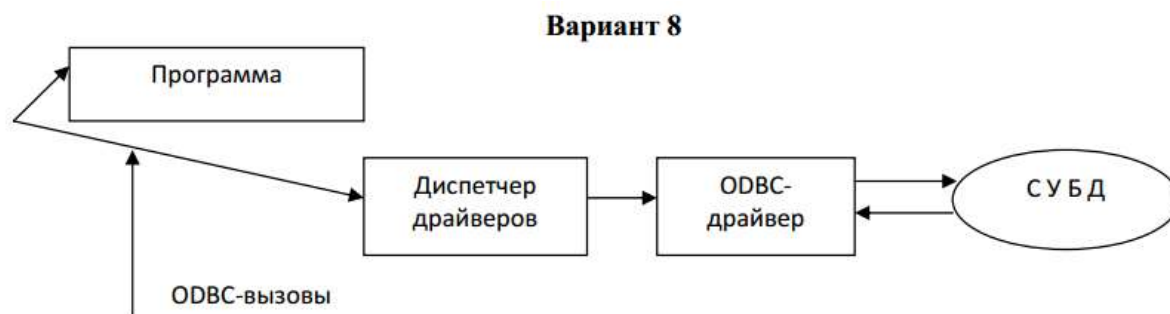 Вариант 8
Программа
Диспетчер
драйверов
ODBC-
драйвер
С У Б Д
ODBC-вызовы